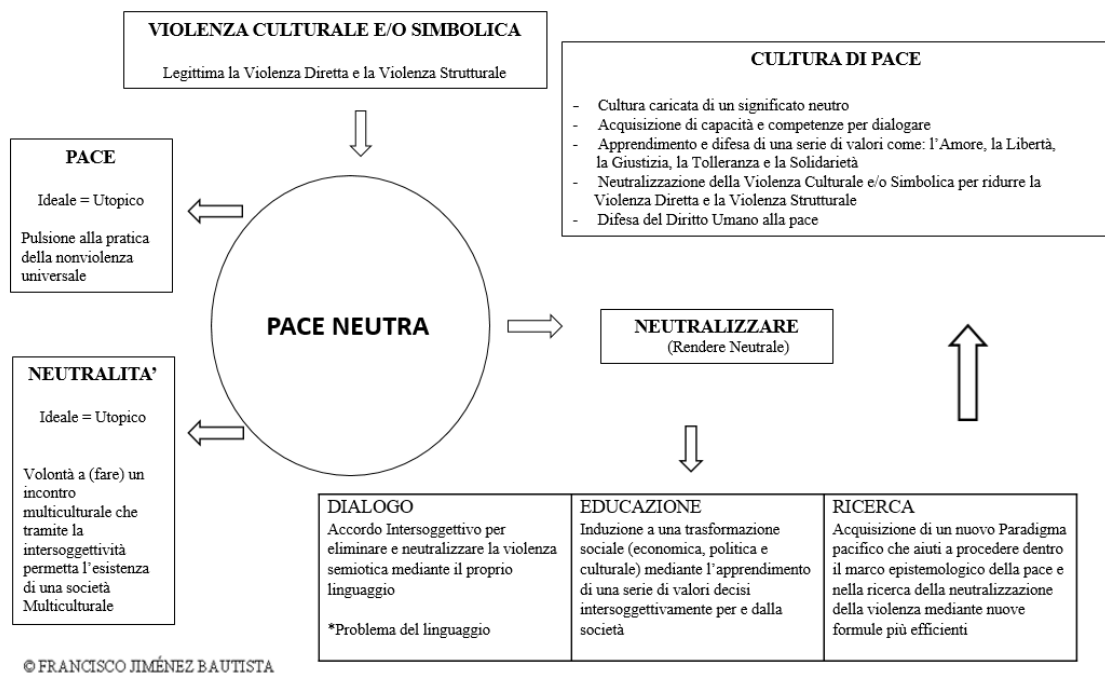 VIOLENZA CULTURALE E/O SIMBOLICA
Legittima la Violenza Diretta e la Violenza Strutturale
CULTURA DI PACE
- Cultura caricata di un significato neutro
- Acquisizione di capacità e competenze per dialogare
- Apprendimento e difesa di una serie di valori come: l'Amore, la Libertà,
la Giustizia, la Tolleranza e la Solidarietà
- Neutralizzazione della Violenza Culturale e/o Simbolica per ridurre la
Violenza Diretta e la Violenza Strutturale
- Difesa del Diritto Umano alla pace
PACE
Ideale = Utopico
Pulsione alla pratica
della nonviolenza
universale
PACE NEUTRA
NEUTRALIZZARE
(Rendere Neutrale)
NEUTRALITA'
Ideale = Utopico
Volontà a (fare) un
incontro
multiculturale che
tramite la
intersoggettività
permetta l'esistenza
di una società
Multiculturale
DIALOGO
Accordo Intersoggettivo per
eliminare e neutralizzare la violenza
semiotica mediante il proprio
linguaggio
*Problema del linguaggio
EDUCAZIONE
Induzione a una trasformazione
sociale (economica, politica e
culturale) mediante l'apprendimento
di una serie di valori decisi
intersoggettivamente per e dalla
società
RICERCA
Acquisizione di un nuovo Paradigma
pacifico che aiuti a procedere dentro
il marco epistemologico della pace e
nella ricerca della neutralizzazione
della violenza mediante nuove
formule più efficienti
© FRANCISCO JIMÉNEZ BAUTISTA